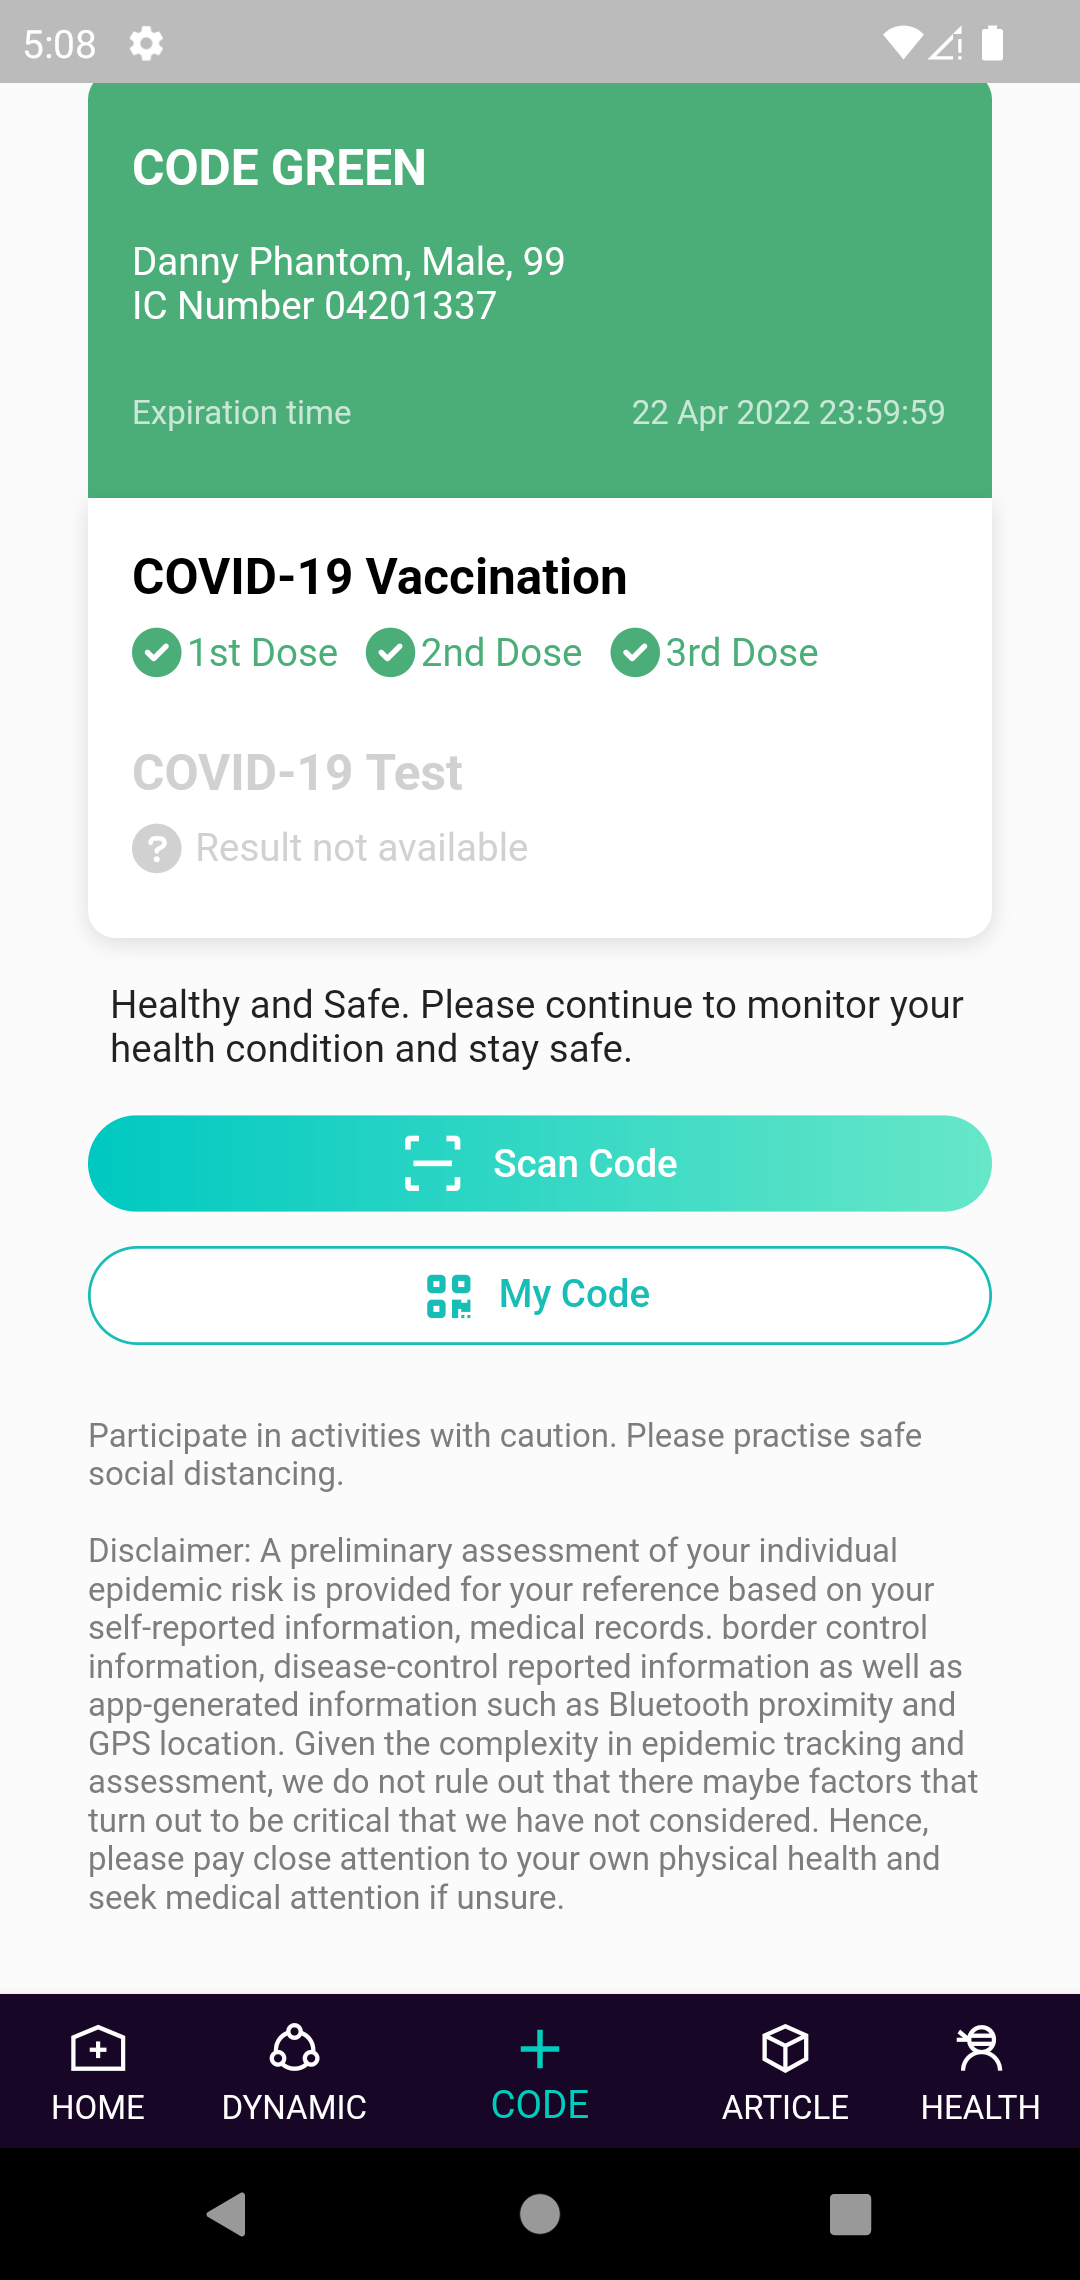 5:08
CODE GREEN
Danny Phantom, Male, 99
IC Number 04201337
Expiration time 22 Apr 2022 23:59:59
COVID-19 Vaccination
1st Dose 2nd Dose 3rd Dose
COVID-19 Test
? Result not available
Healthy and Safe. Please continue to monitor your
health condition and stay safe.
Scan Code
My Code
Participate in activities with caution. Please practise safe
social distancing.
Disclaimer: A preliminary assessment of your individual
epidemic risk is provided for your reference based on your
self-reported information, medical records. border control
information, disease-control reported information as well as
app-generated information such as Bluetooth proximity and
GPS location. Given the complexity in epidemic tracking and
assessment, we do not rule out that there maybe factors that
turn out to be critical that we have not considered. Hence,
please pay close attention to your own physical health and
seek medical attention if unsure.
HOME DYNAMIC CODE ARTICLE HEALTH